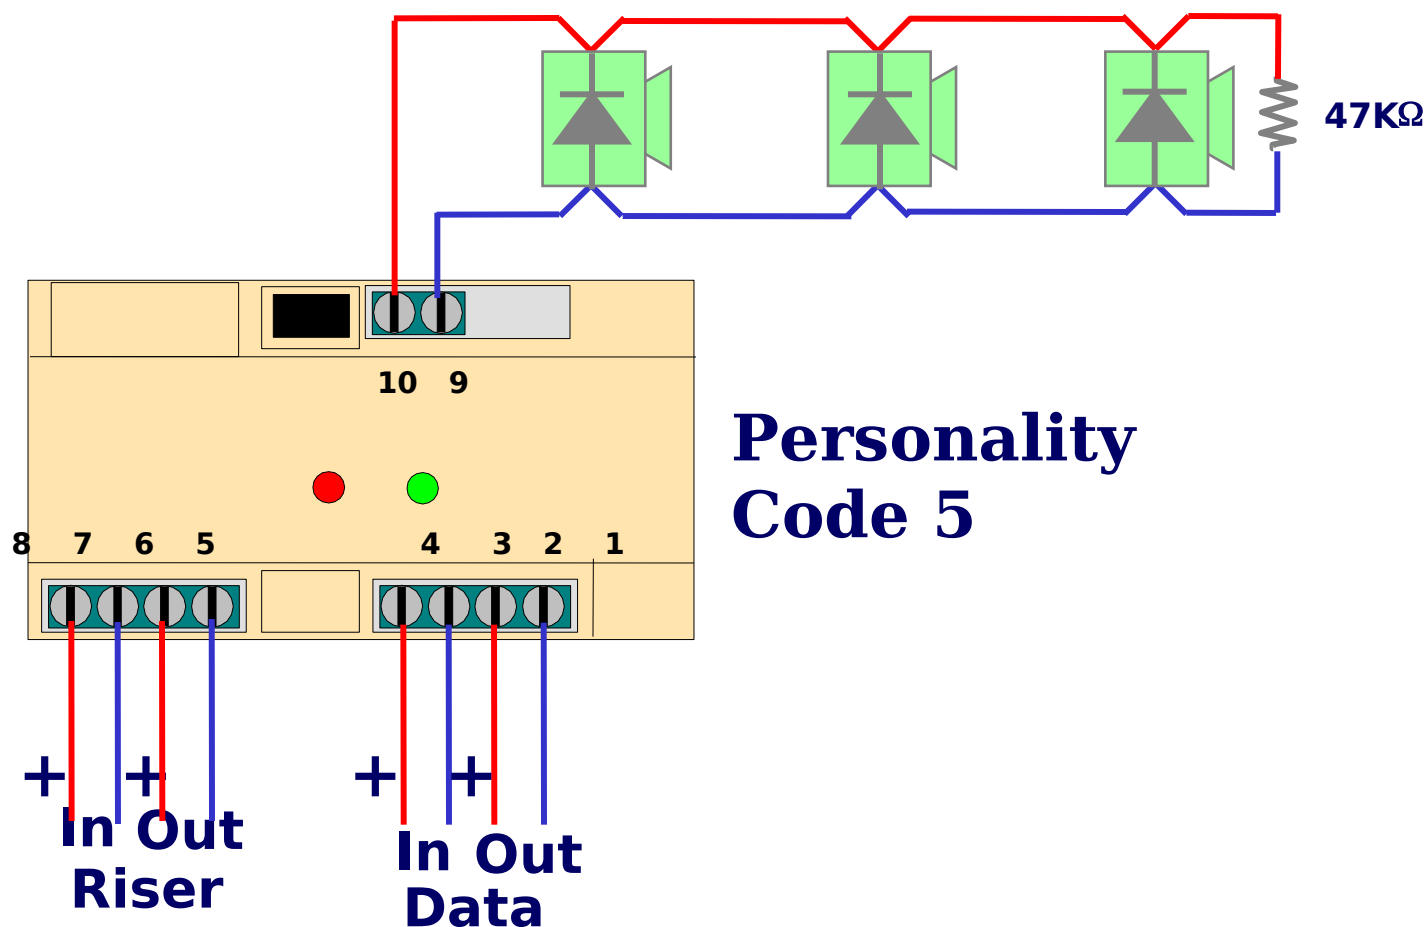 47KΩ
10 9
Personality
Code 5
8 7 6 5 4 3 2 1
+ + + +
In Out In Out
Riser Data